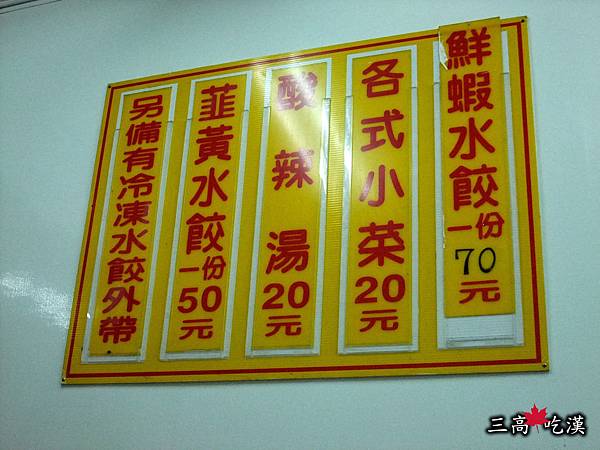 鮮蝦水餃一份70元
各式小菜20元
酸辣湯20元
韮黃水餃一份50元
另備有冷凍水餃外帶
三高吃漢